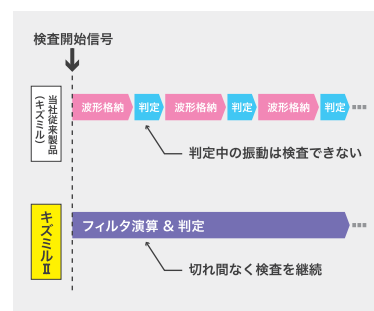 検査開始信号
当社従来製品
（キズミル）
波形格納 判定 波形格納 判定 波形格納 判定
判定中の振動は検査できない
キズミルⅡ
フィルタ演算 & 判定
切れ間なく検査を継続